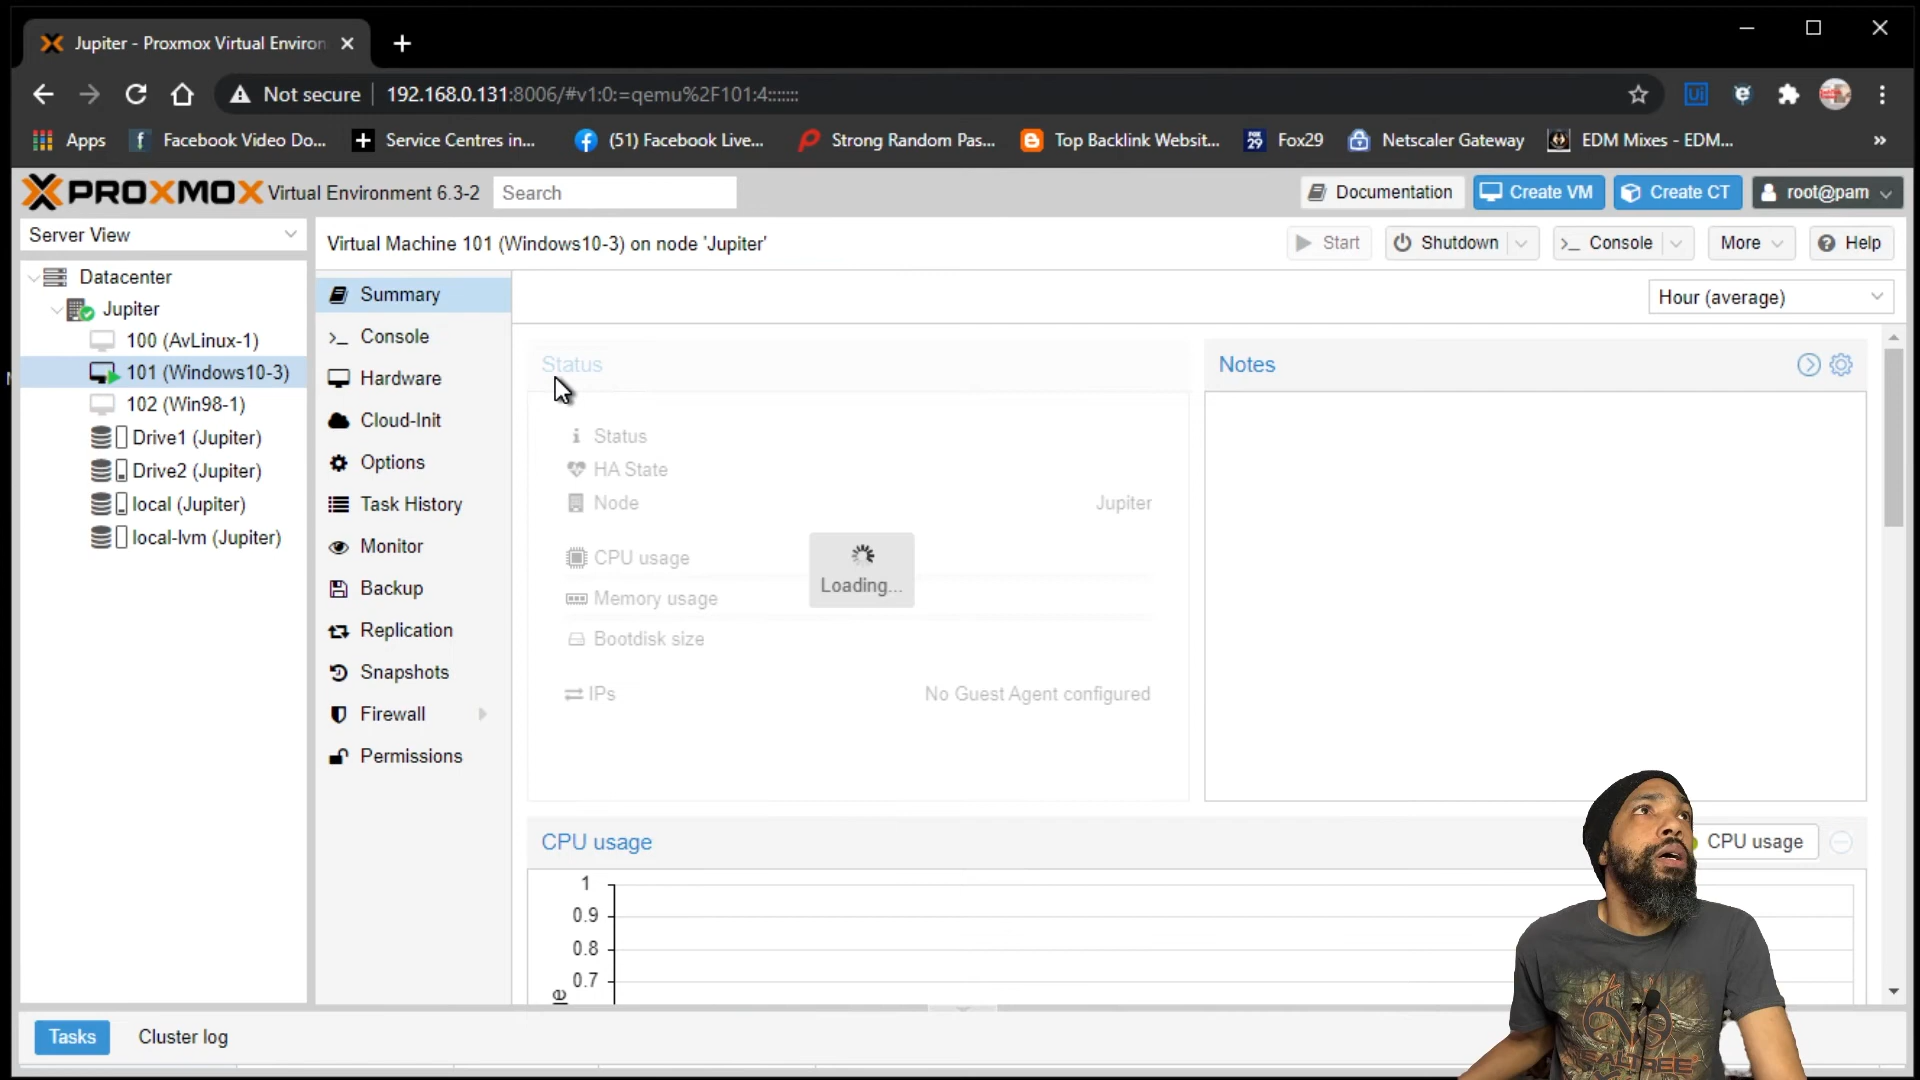 Jupiter - Proxmox Virtual Environ
Not secure
192.168.0.131:8006/#v1:0:=qemu%2F101:4:::::::
Apps
Facebook Video Do...
Service Centres in...
(51) Facebook Live...
Strong Random Pas...
Top Backlink Websit...
Fox29
Netscaler Gateway
EDM Mixes - EDM...
»
PROXMOX Virtual Environment 6.3-2
Search
Documentation
Create VM
Create CT
root@pam
Server View
Virtual Machine 101 (Windows10-3) on node 'Jupiter'
Start
Shutdown
Console
More
Help
Datacenter
Jupiter
100 (AvLinux-1)
101 (Windows10-3)
102 (Win98-1)
Drive1 (Jupiter)
Drive2 (Jupiter)
local (Jupiter)
local-lvm (Jupiter)
Summary
Console
Hardware
Cloud-Init
Options
Task History
Monitor
Backup
Replication
Snapshots
Firewall
Permissions
Hour (average)
Status
Status
HA State
Node
Jupiter
CPU usage
Memory usage
Bootdisk size
IPs
No Guest Agent configured
Loading...
Notes
CPU usage
CPU usage
1
0.9
0.8
0.7
Tasks
Cluster log